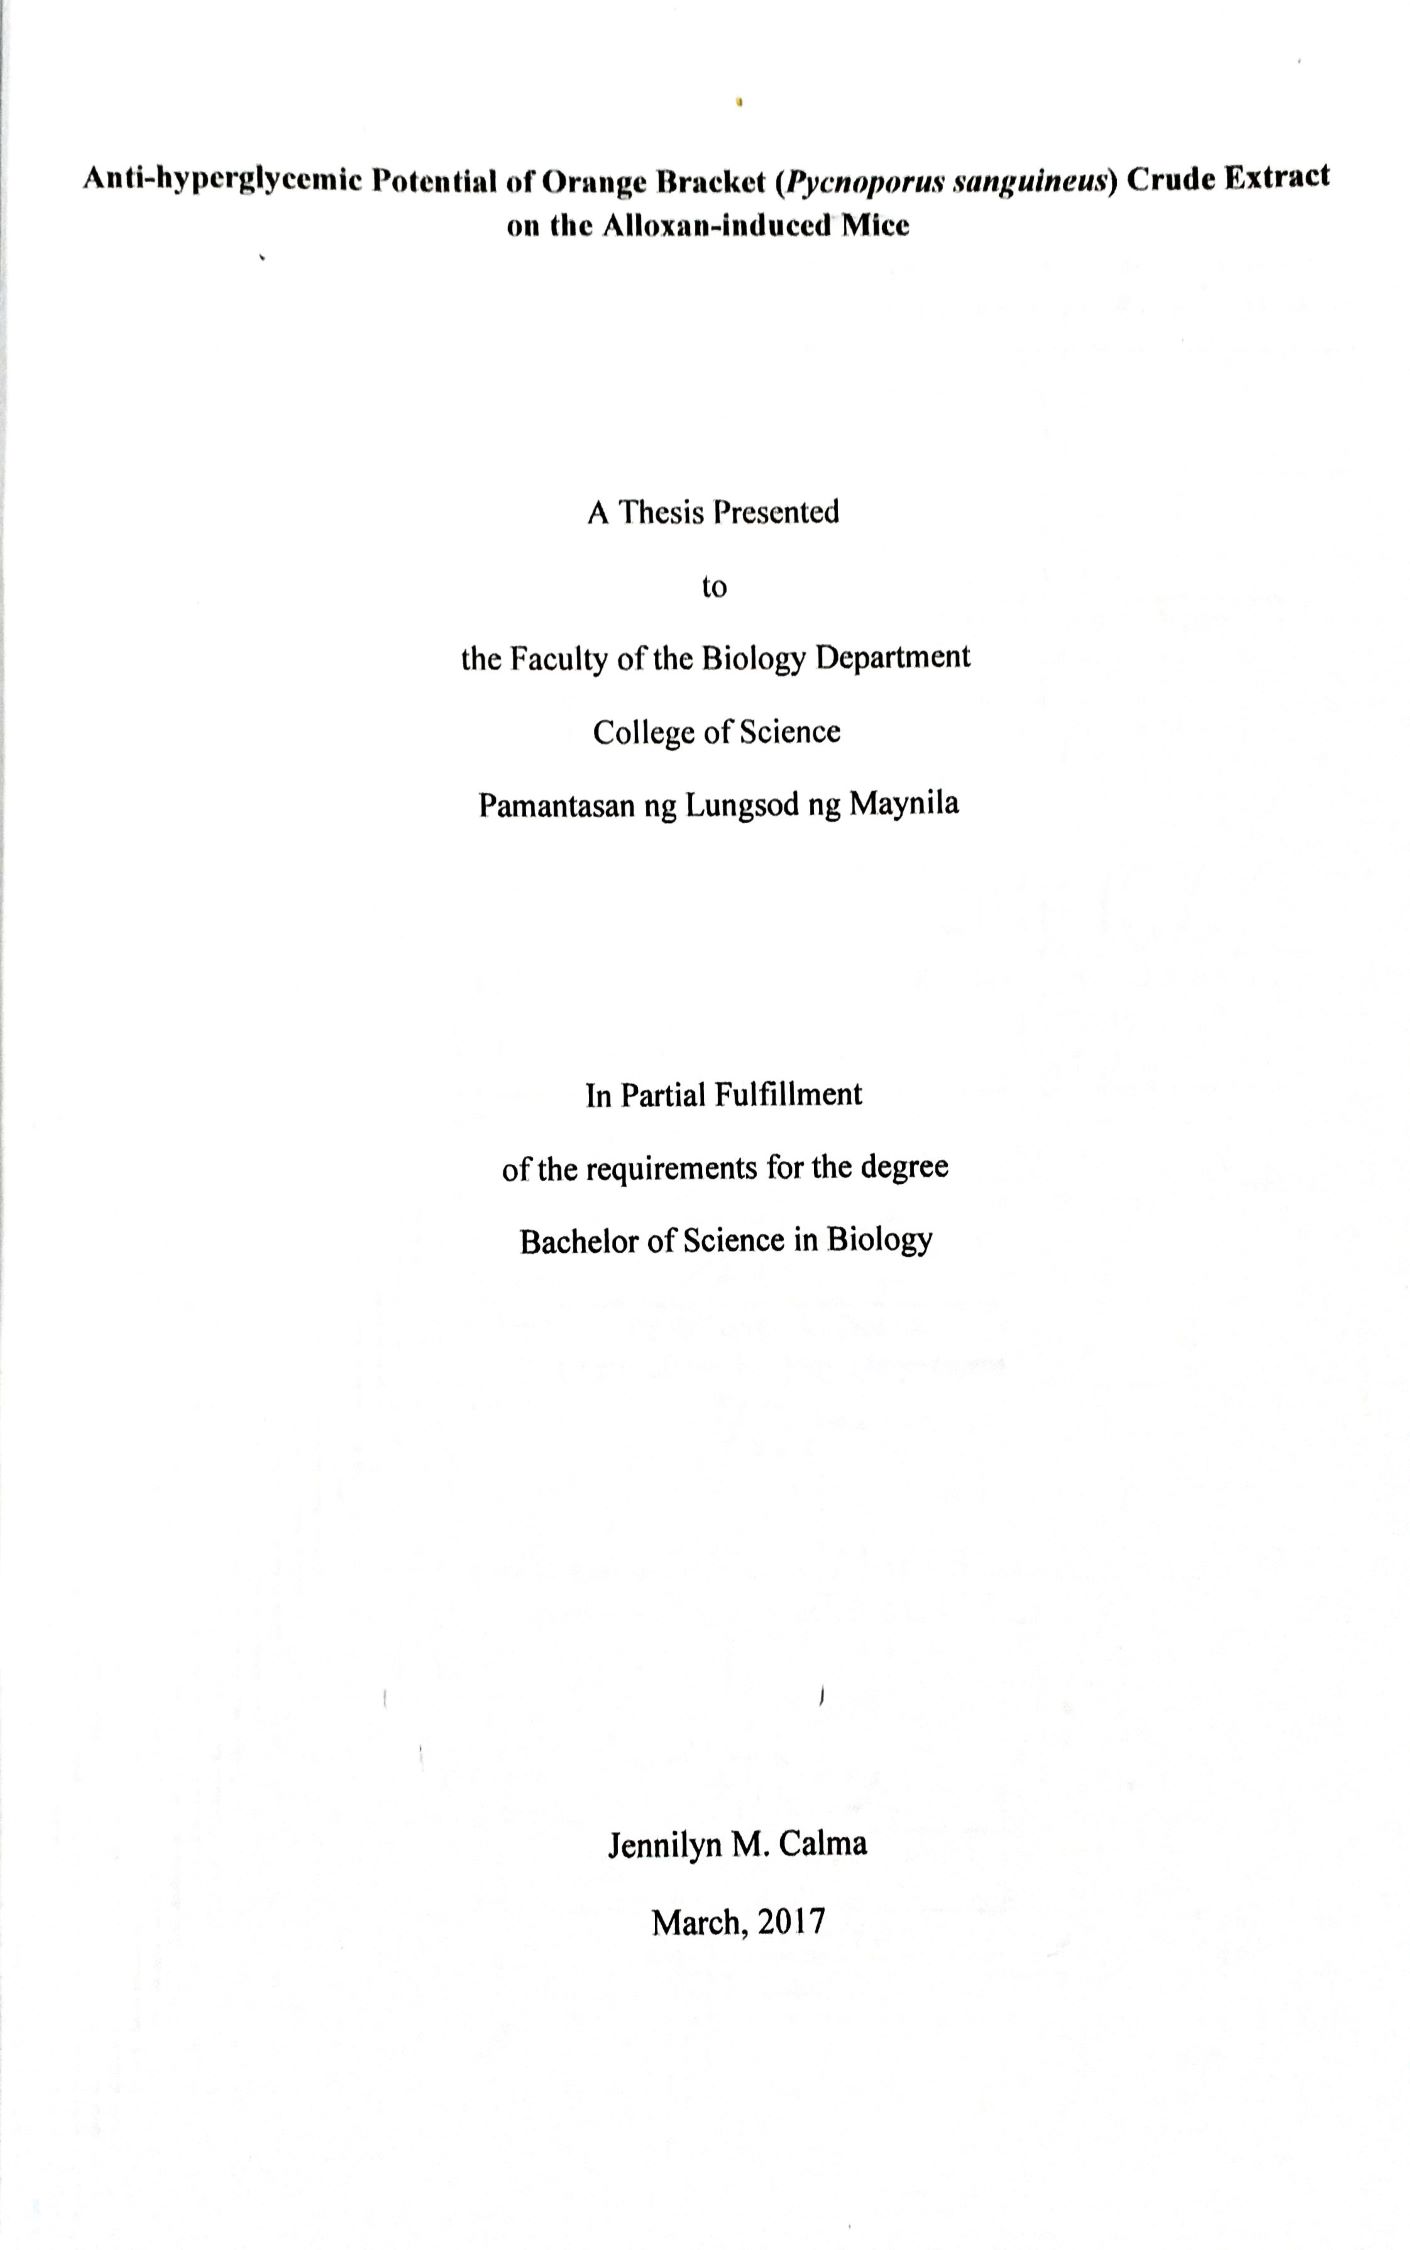 Anti-hyperglycemic Potential of Orange Bracket (Pycnoporus sanguineus) Crude Extract
on the Alloxan-induced Mice
A Thesis Presented
to
the Faculty of the Biology Department
College of Science
Pamantasan ng Lungsod ng Maynila
In Partial Fulfillment
of the requirements for the degree
Bachelor of Science in Biology
Jennilyn M. Calma
March, 2017